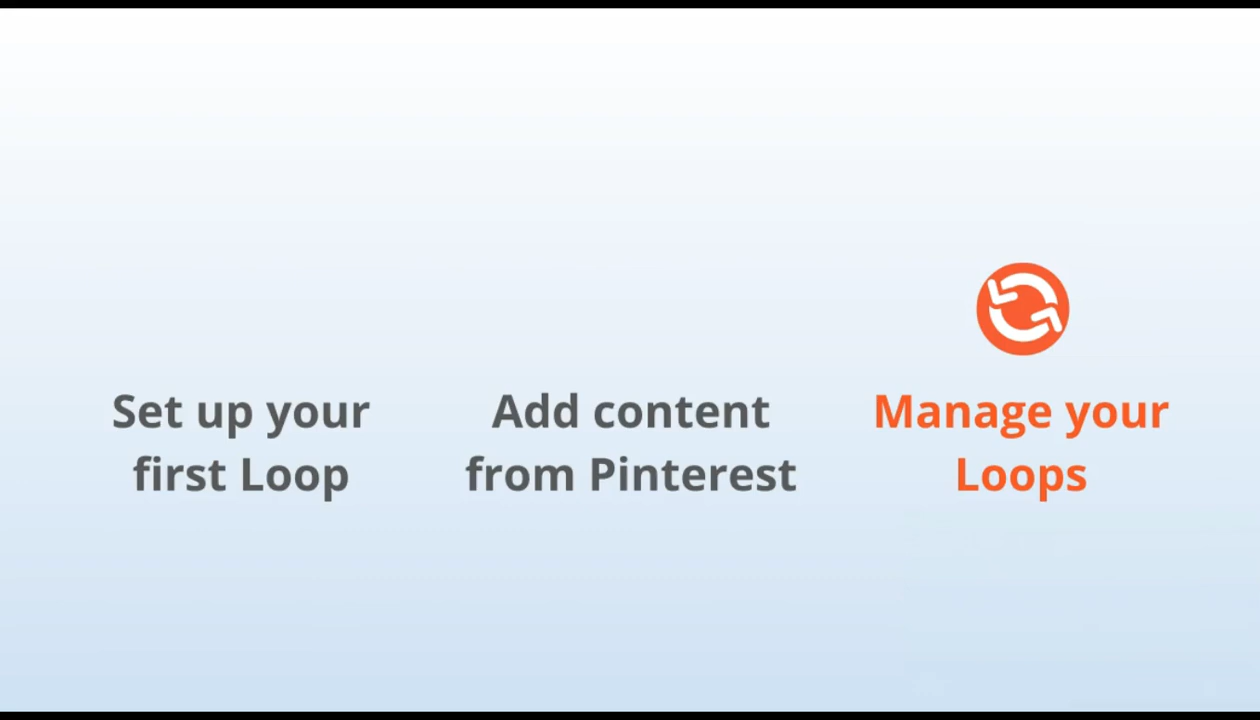 Set up your
first Loop
Add content
from Pinterest
Manage your
Loops